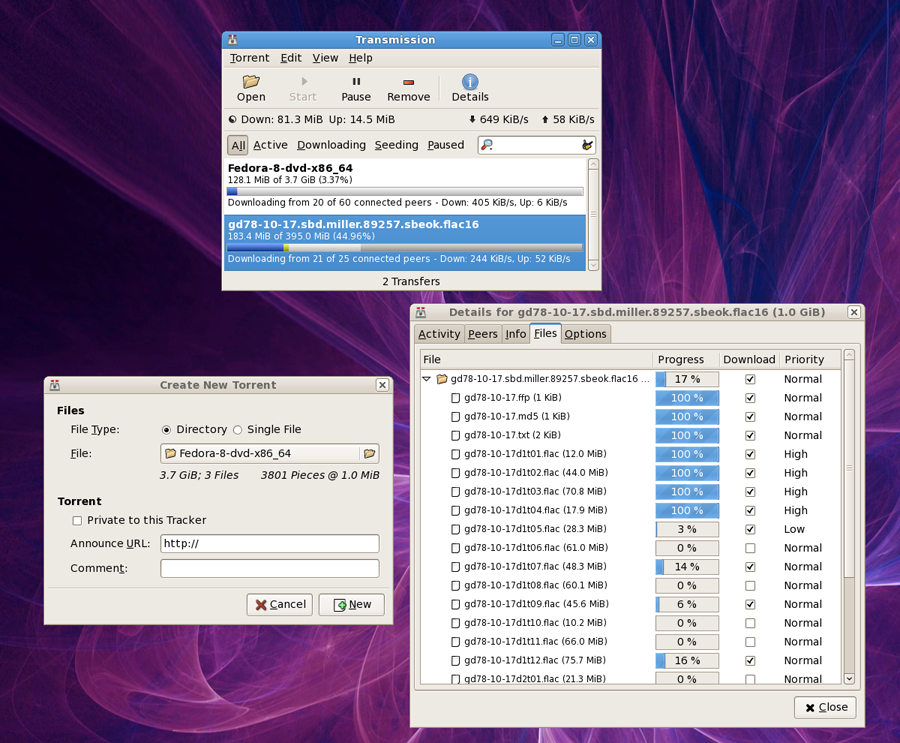 Transmission
Torrent Edit View Help
Open Start Pause Remove Details
Down: 81.3 MiB Up: 14.5 MiB 649 KiB/s 58 KiB/s
All Active Downloading Seeding Paused
Fedora-8-dvd-x86_64
128.1 MiB of 3.7 GiB (3.37%)
Downloading from 20 of 60 connected peers - Down: 405 KiB/s, Up: 6 KiB/s
gd78-10-17.sbd.miller.89257.sbeok.flac16
183.4 MiB of 395.0 MiB (44.96%)
Downloading from 21 of 25 connected peers - Down: 244 KiB/s, Up: 52 KiB/s
2 Transfers
Details for gd78-10-17.sbd.miller.89257.sbeok.flac16 (1.0 GiB)
Activity Peers Info Files Options
File Progress Download Priority
gd78-10-17.sbd.miller.89257.sbeok.flac16 ... 17 % Normal
gd78-10-17.ffp (1 KiB) 100 % Normal
gd78-10-17.md5 (1 KiB) 100 % Normal
gd78-10-17.txt (2 KiB) 100 % Normal
gd78-10-17d1t01.flac (12.0 MiB) 100 % High
gd78-10-17d1t02.flac (44.0 MiB) 100 % High
gd78-10-17d1t03.flac (70.8 MiB) 100 % High
gd78-10-17d1t04.flac (17.9 MiB) 100 % High
gd78-10-17d1t05.flac (28.3 MiB) 3 % Low
gd78-10-17d1t06.flac (61.0 MiB) 0 % Normal
gd78-10-17d1t07.flac (48.3 MiB) 14 % Normal
gd78-10-17d1t08.flac (60.1 MiB) 0 % Normal
gd78-10-17d1t09.flac (45.6 MiB) 6 % Normal
gd78-10-17d1t10.flac (10.2 MiB) 0 % Normal
gd78-10-17d1t11.flac (66.0 MiB) 0 % Normal
gd78-10-17d1t12.flac (75.7 MiB) 16 % Normal
gd78-10-17d2t01.flac (21.3 MiB) 0 % Normal
Close
Create New Torrent
Files
File Type: Directory Single File
File: Fedora-8-dvd-x86_64
3.7 GiB; 3 Files 3801 Pieces @ 1.0 MiB
Torrent
Private to this Tracker
Announce URL: http://
Comment:
Cancel New